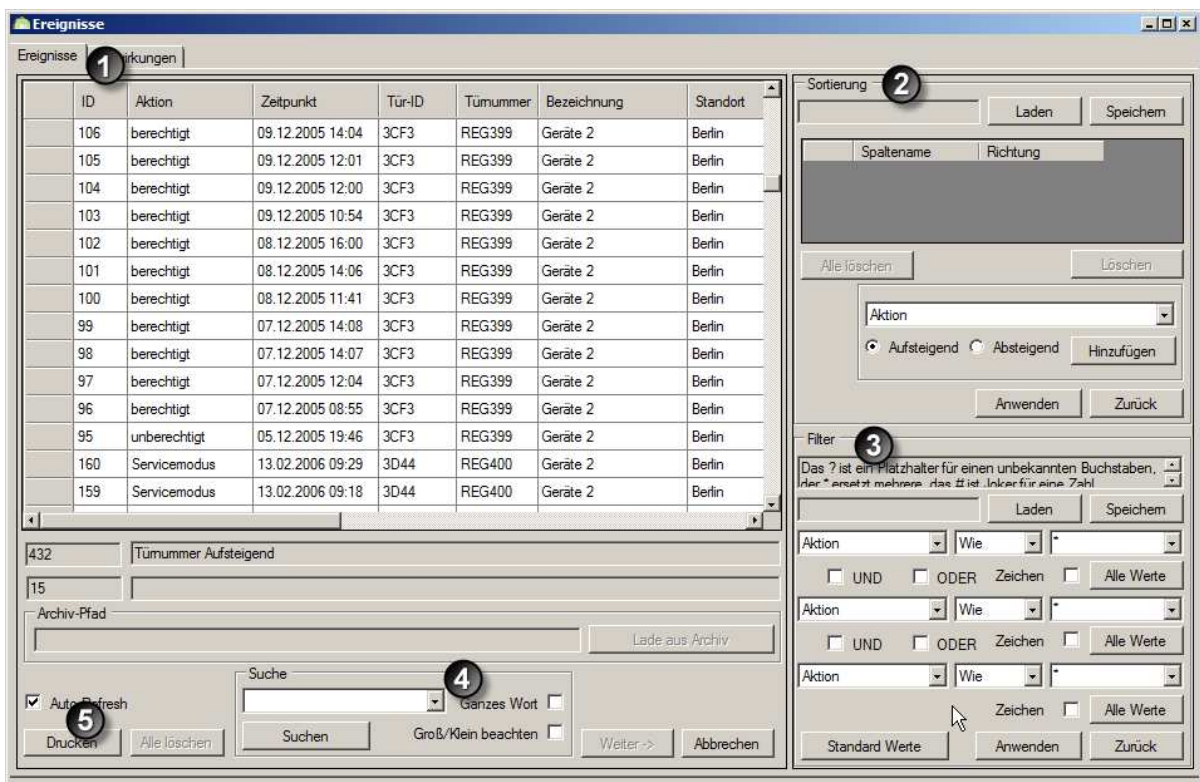 Ereignisse
Ereignisse 1 irkungen
ID Aktion Zeitpunkt Tür-ID Türnummer Bezeichnung Standort
106 berechtigt 09.12.2005 14:04 3CF3 REG399 Geräte 2 Berlin
105 berechtigt 09.12.2005 12:01 3CF3 REG399 Geräte 2 Berlin
104 berechtigt 09.12.2005 12:00 3CF3 REG399 Geräte 2 Berlin
103 berechtigt 09.12.2005 10:54 3CF3 REG399 Geräte 2 Berlin
102 berechtigt 08.12.2005 16:00 3CF3 REG399 Geräte 2 Berlin
101 berechtigt 08.12.2005 14:06 3CF3 REG399 Geräte 2 Berlin
100 berechtigt 08.12.2005 11:41 3CF3 REG399 Geräte 2 Berlin
99 berechtigt 07.12.2005 14:08 3CF3 REG399 Geräte 2 Berlin
98 berechtigt 07.12.2005 14:07 3CF3 REG399 Geräte 2 Berlin
97 berechtigt 07.12.2005 12:04 3CF3 REG399 Geräte 2 Berlin
96 berechtigt 07.12.2005 08:55 3CF3 REG399 Geräte 2 Berlin
95 unberechtigt 05.12.2005 19:46 3CF3 REG399 Geräte 2 Berlin
160 Servicemodus 13.02.2006 09:29 3D44 REG400 Geräte 2 Berlin
159 Servicemodus 13.02.2006 09:18 3D44 REG400 Geräte 2 Berlin
432 Türnummer Aufsteigend
15
Archiv-Pfad
Lade aus Archiv
Suche 4
Auto Refresh
Ganzes Wort
5
Drucken Alle löschen Suchen
Groß/Klein beachten
Weiter -> Abbrechen
Sortierung 2
Laden Speichern
Spaltename Richtung
Alle löschen Löschen
Aktion
Aufsteigend Absteigend Hinzufügen
Anwenden Zurück
Filter 3
Das ? ist ein Platzhalter für einen unbekannten Buchstaben,
der * ersetzt mehrere, das # ist Joker für eine Zahl
Laden Speichern
Aktion Wie *
UND ODER Zeichen Alle Werte
Aktion Wie *
UND ODER Zeichen Alle Werte
Aktion Wie *
Zeichen Alle Werte
Standard Werte Anwenden Zurück